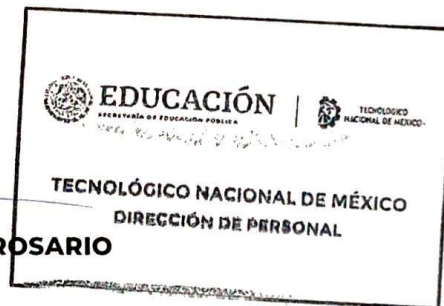 EDUCACIÓN
SECRETARÍA DE EDUCACIÓN PÚBLICA
TECNOLÓGICO
NACIONAL DE MÉXICO
TECNOLÓGICO NACIONAL DE MÉXICO
DIRECCIÓN DE PERSONAL
ROSARIO